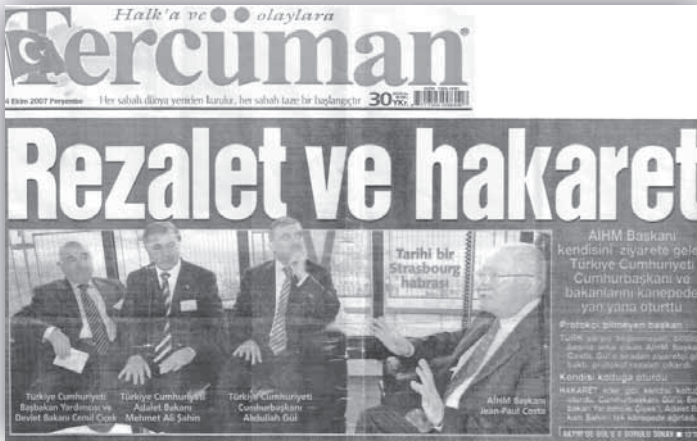 Halk'a ve olaylara
Tercüman
4 Ekim 2007 Perşembe
Her sabah dünya yeniden kurulur, her sabah taze bir başlangıçtır
30 YKr.
Rezalet ve hakaret
Tarihi bir
Strasbourg
habrası
Türkiye Cumhuriyeti
Başbakan Yardımcısı ve
Devlet Bakanı Cemil Çiçek
Türkiye Cumhuriyeti
Adalet Bakanı
Mehmet Ali Şahin
Türkiye Cumhuriyeti
Cumhurbaşkanı
Abdullah Gül
AİHM Başkanı
Jean-Paul Costa
AİHM Başkanı
kendisini ziyarete gele
Türkiye Cumhuriyeti
Cumhurbaşkanı ve
bakanlarını kanepede
yan yana oturttu
Protokol bilmeyen başkan
Kendisi koltuğa oturdu